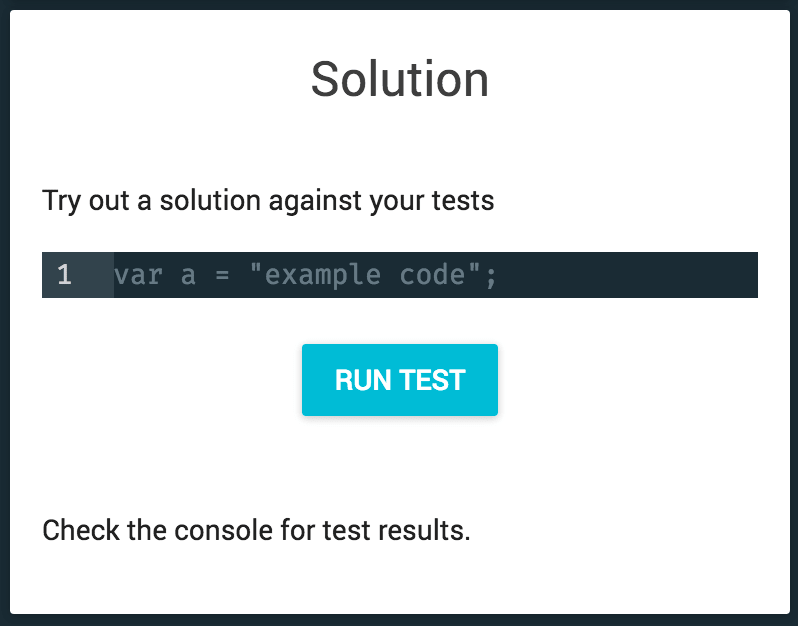 Solution
Try out a solution against your tests
1 var a = "example code";
RUN TEST
Check the console for test results.